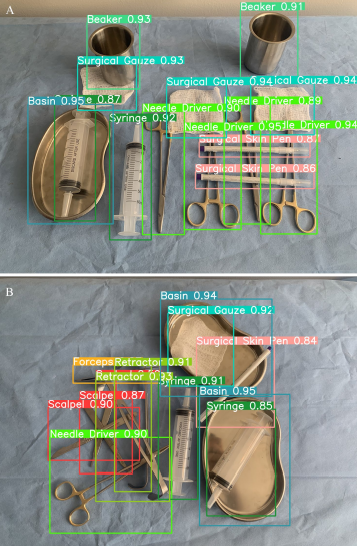 A
Beaker 0.93
Beaker 0.91
Surgical Gauze 0.93
Surgical Gauze 0.94
ical Gauze 0.94
Basin 0.95
e 0.87
Syringe 0.92
Needle Driver 0.90
Needle Driver 0.89
Needle Driver 0.95
le Driver 0.94
Surgical Skin Pen 0.87
Surgical Skin Pen 0.86
B
Basin 0.94
Surgical Gauze 0.92
Surgical Skin Pen 0.84
Forceps
Retractor 0.91
Retractor 0.93
Syringe 0.91
Scalpel 0.87
Scalpel 0.90
Basin 0.95
Syringe 0.85
Needle Driver 0.90